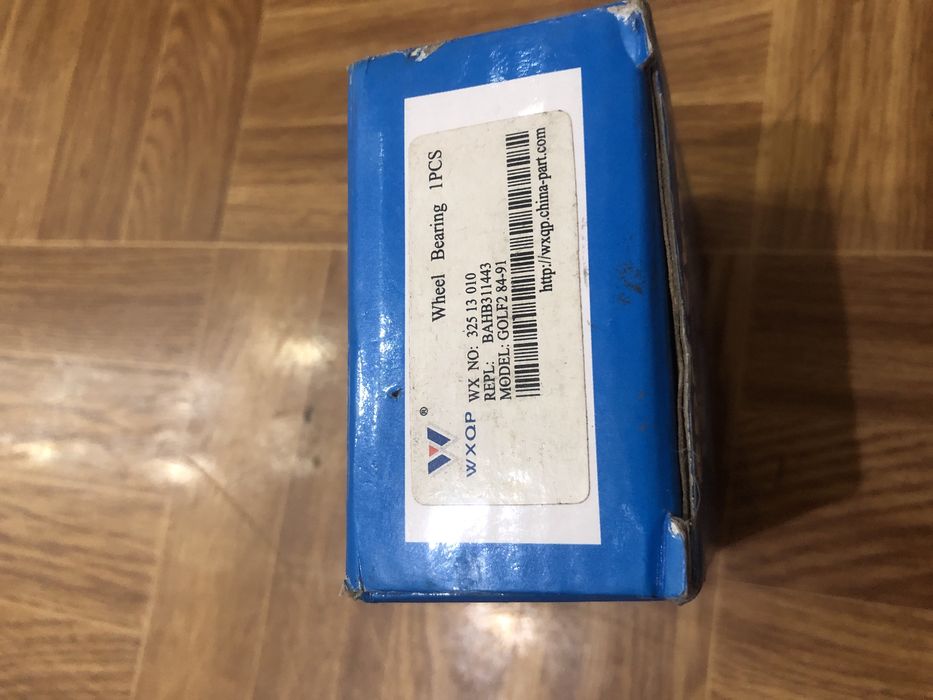 Wheel Bearing 1PCS
®
WXQP
WX NO: 325 13 010
REPL: BAHB311443
MODEL: GOLF2 84-91
http://wxqp.china-part.com